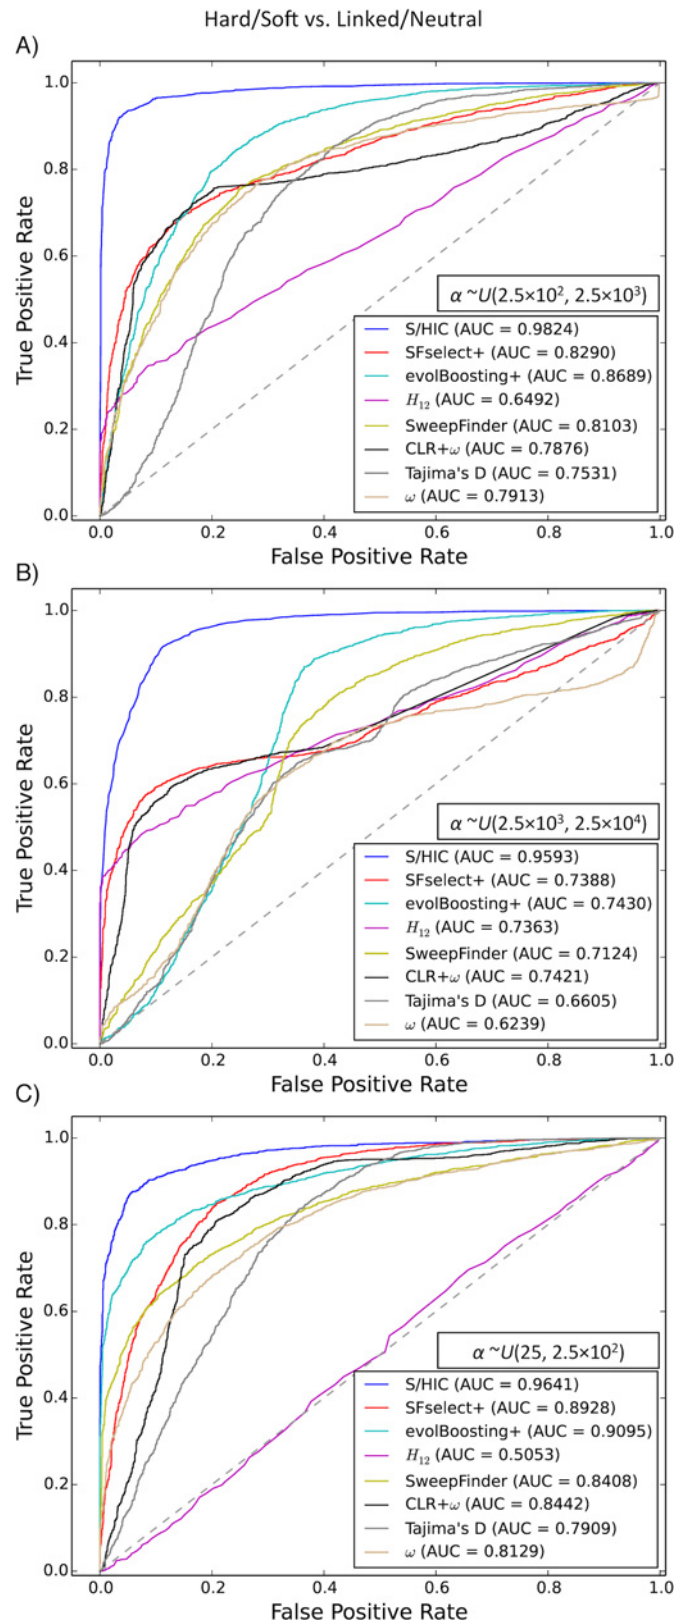 Hard/Soft vs. Linked/Neutral
A)
True Positive Rate
1.0
0.8
0.6
0.4
0.2
0.0
α ~U(2.5×10², 2.5×10³)
S/HIC (AUC = 0.9824)
SFselect+ (AUC = 0.8290)
evolBoosting+ (AUC = 0.8689)
H₁₂ (AUC = 0.6492)
SweepFinder (AUC = 0.8103)
CLR+ω (AUC = 0.7876)
Tajima's D (AUC = 0.7531)
ω (AUC = 0.7913)
0.0 0.2 0.4 0.6 0.8 1.0
False Positive Rate
B)
True Positive Rate
1.0
0.8
0.6
0.4
0.2
0.0
α ~U(2.5×10³, 2.5×10⁴)
S/HIC (AUC = 0.9593)
SFselect+ (AUC = 0.7388)
evolBoosting+ (AUC = 0.7430)
H₁₂ (AUC = 0.7363)
SweepFinder (AUC = 0.7124)
CLR+ω (AUC = 0.7421)
Tajima's D (AUC = 0.6605)
ω (AUC = 0.6239)
0.0 0.2 0.4 0.6 0.8 1.0
False Positive Rate
C)
True Positive Rate
1.0
0.8
0.6
0.4
0.2
0.0
α ~U(25, 2.5×10²)
S/HIC (AUC = 0.9641)
SFselect+ (AUC = 0.8928)
evolBoosting+ (AUC = 0.9095)
H₁₂ (AUC = 0.5053)
SweepFinder (AUC = 0.8408)
CLR+ω (AUC = 0.8442)
Tajima's D (AUC = 0.7909)
ω (AUC = 0.8129)
0.0 0.2 0.4 0.6 0.8 1.0
False Positive Rate